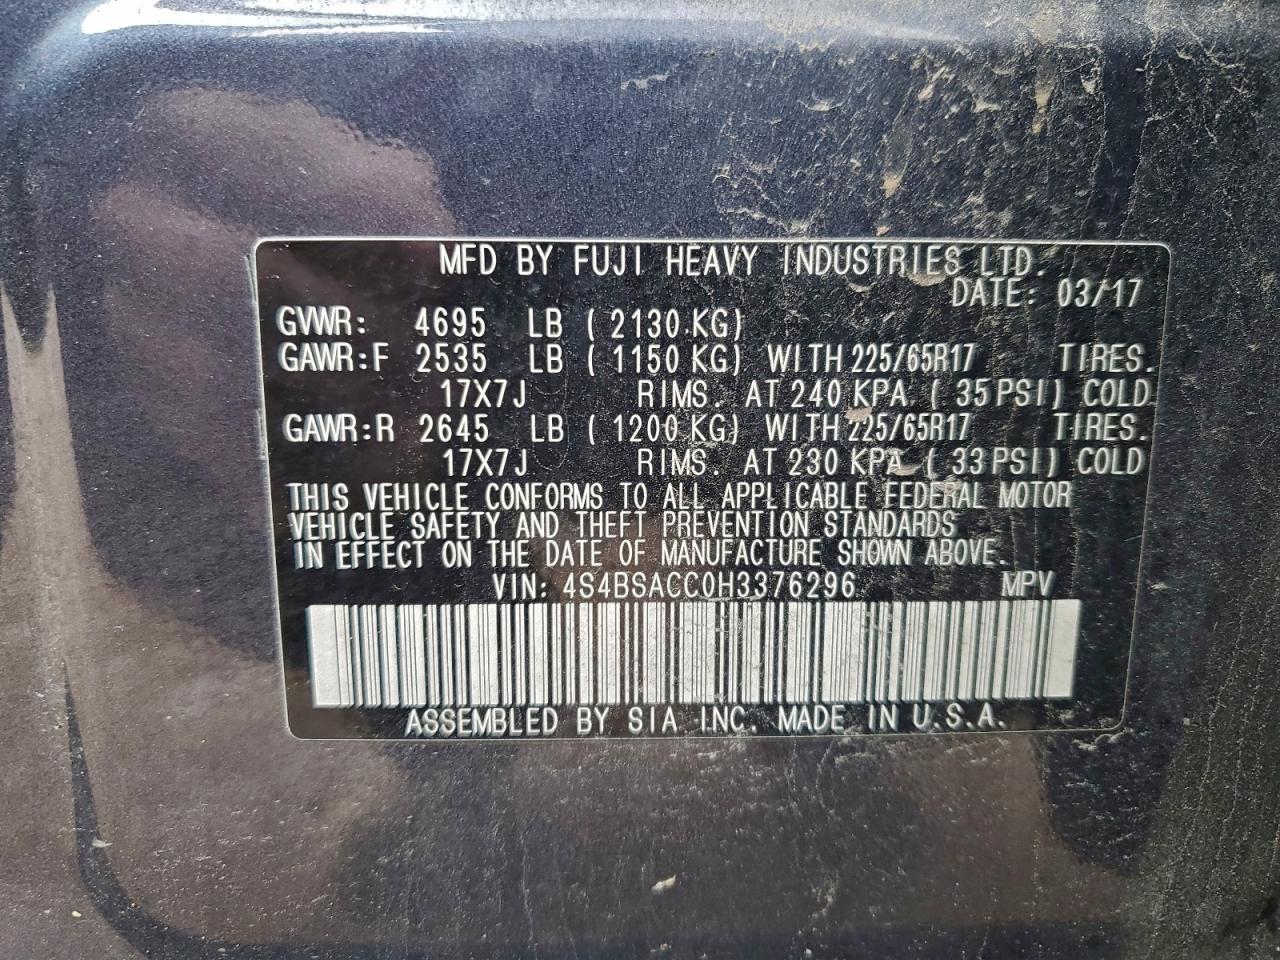 MFD BY FUJI HEAVY INDUSTRIES LTD.
DATE: 03/17
GVWR: 4695 LB ( 2130 KG)
GAWR:F 2535 LB ( 1150 KG) WITH 225/65R17 TIRES.
17X7J RIMS. AT 240 KPA ( 35 PSI) COLD
GAWR:R 2645 LB ( 1200 KG) WITH 225/65R17 TIRES.
17X7J RIMS. AT 230 KPA ( 33 PSI) COLD
THIS VEHICLE CONFORMS TO ALL APPLICABLE FEDERAL MOTOR
VEHICLE SAFETY AND THEFT PREVENTION STANDARDS
IN EFFECT ON THE DATE OF MANUFACTURE SHOWN ABOVE.
VIN: 4S4BSACC0H3376296 MPV
ASSEMBLED BY SIA INC. MADE IN U.S.A.